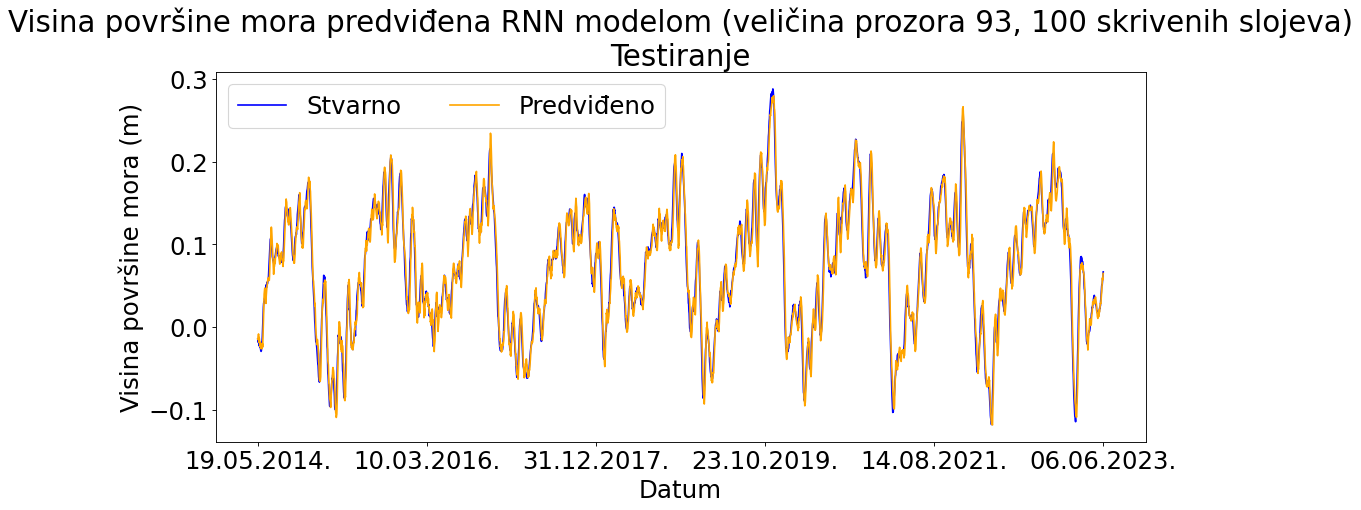 Visina površine mora predviđena RNN modelom (veličina prozora 93, 100 skrivenih slojeva)
Testiranje
Stvarno Predviđeno
Visina površine mora (m)
0.3
0.2
0.1
0.0
−0.1
19.05.2014. 10.03.2016. 31.12.2017. 23.10.2019. 14.08.2021. 06.06.2023.
Datum